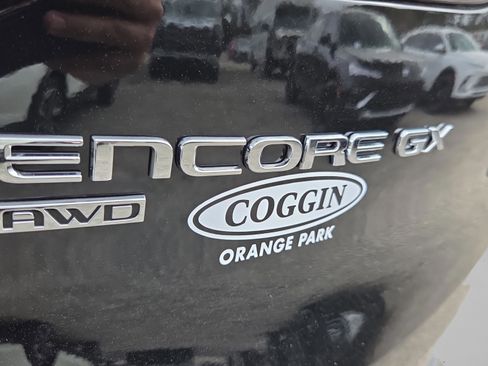 ENCORE GX
AWD
COGGIN
ORANGE PARK